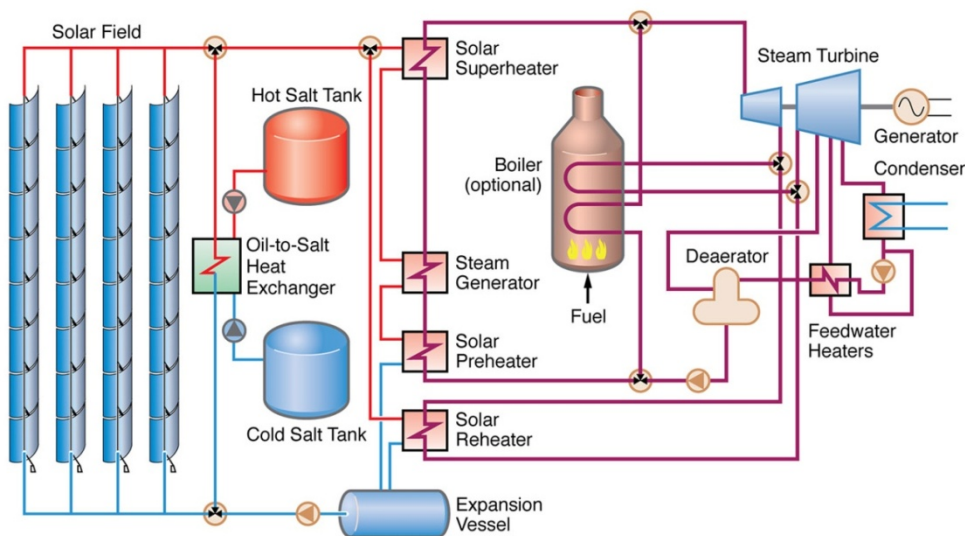 Solar Field
Solar
Superheater
Steam Turbine
Hot Salt Tank
Boiler
(optional)
Generator
Condenser
Oil-to-Salt
Heat
Exchanger
Steam
Generator
Deaerator
Fuel
Feedwater
Heaters
Solar
Preheater
Cold Salt Tank
Solar
Reheater
Expansion
Vessel